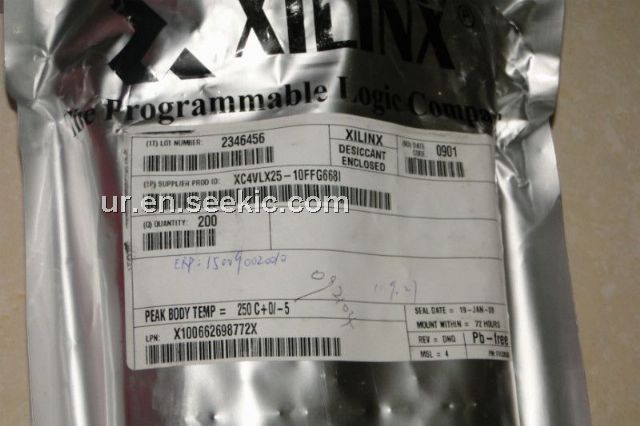 XILINX®
The Programmable Logic Compa
(1T) LOT NUMBER: 2346456
XILINX
DESICCANT
ENCLOSED
(9D) DATE CODE: 0901
(1P) SUPPLIER PROD ID: XC4VLX25-10FFG668I
ur.en.seekic.com
(Q) QUANTITY: 200
PEAK BODY TEMP = 250 C+0/-5
LPN: X100662698772X
SEAL DATE = 19-JAN-09
MOUNT WITHIN = 72 HOURS
REV = DNQ
Pb-free
MSL = 4